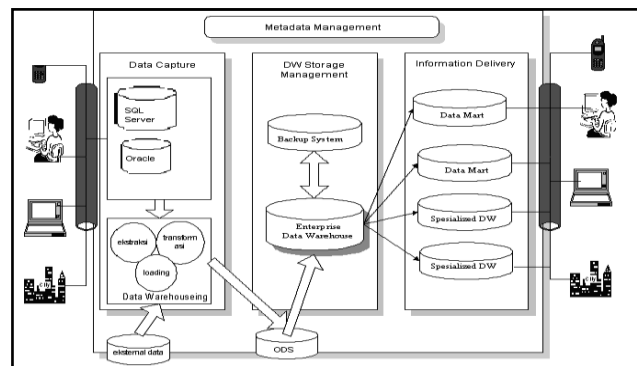 Metadata Management
Data Capture
SQL
Server
Oracle
ekstraksi
transform
asi
loading
Data Warehouseing
eksternal data
DW Storage
Management
Backup System
Enterprise
Data Warehouse
ODS
Information Delivery
Data Mart
Data Mart
Spesialized DW
Spesialized DW